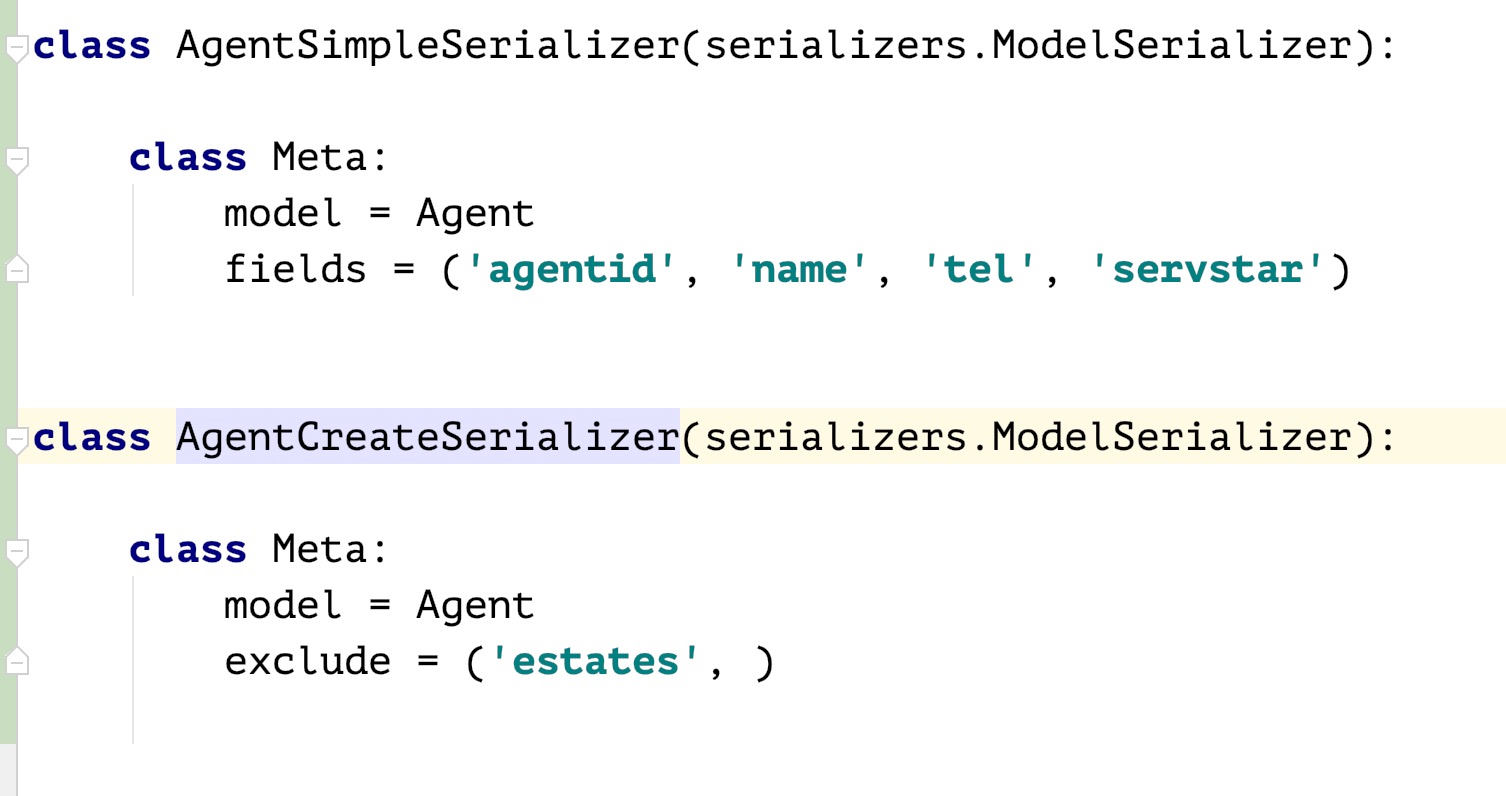 class AgentSimpleSerializer(serializers.ModelSerializer):
    class Meta:
        model = Agent
        fields = ('agentid', 'name', 'tel', 'servstar')
class AgentCreateSerializer(serializers.ModelSerializer):
    class Meta:
        model = Agent
        exclude = ('estates', )